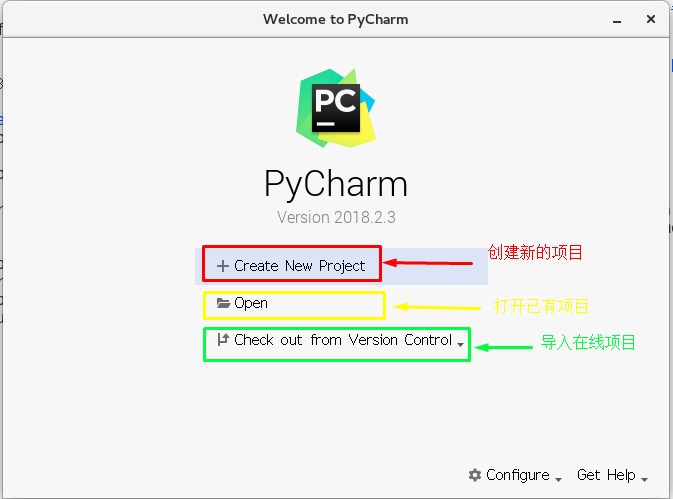 Welcome to PyCharm
PC
PyCharm
Version 2018.2.3
Create New Project
创建新的项目
Open
打开已有项目
Check out from Version Control
导入在线项目
Configure
Get Help